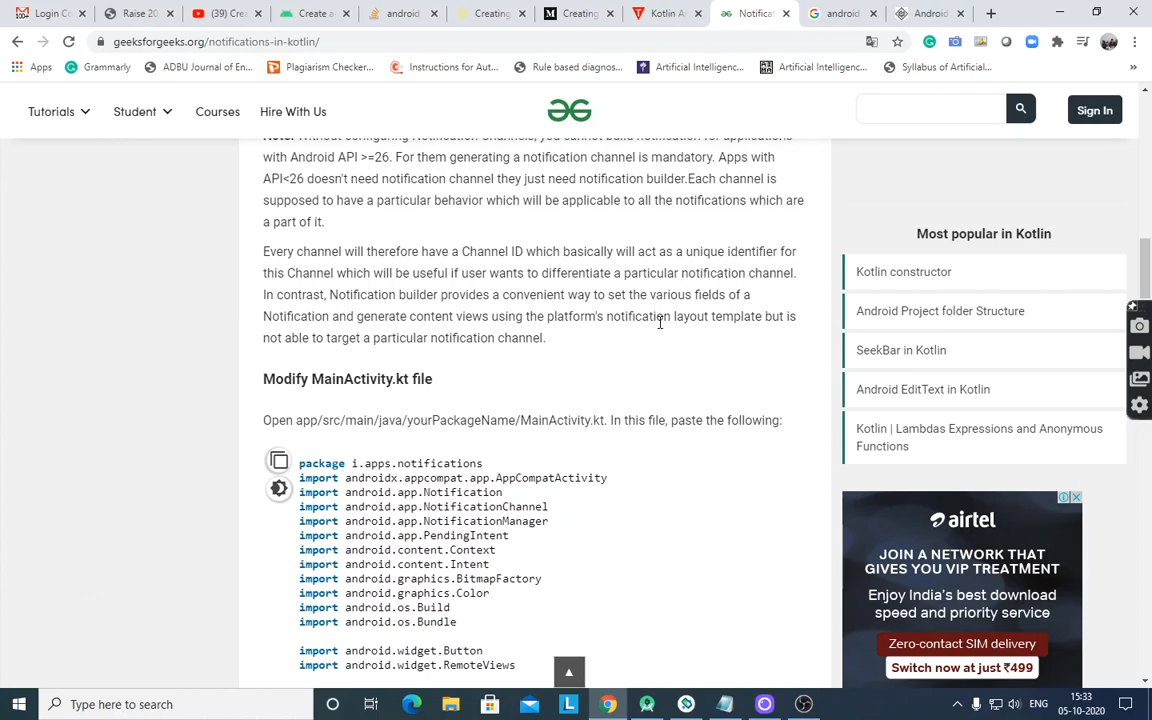 Login Co
Raise 20
(39) Crea
Create a
android
Creating
Creating
Kotlin A
Notificat
android
Android
geeksforgeeks.org/notifications-in-kotlin/
Apps
Grammarly
ADBU Journal of En...
Plagiarism Checker...
Instructions for Aut...
Rule based diagnos...
Artificial Intelligenc...
Artificial Intelligenc...
Syllabus of Artificial...
»
Tutorials
Student
Courses
Hire With Us
Sign In
Note: Without configuring Notification Channels, you cannot build notification for applications
with Android API >=26. For them generating a notification channel is mandatory. Apps with
API<26 doesn't need notification channel they just need notification builder.Each channel is
supposed to have a particular behavior which will be applicable to all the notifications which are
a part of it.
Every channel will therefore have a Channel ID which basically will act as a unique identifier for
this Channel which will be useful if user wants to differentiate a particular notification channel.
In contrast, Notification builder provides a convenient way to set the various fields of a
Notification and generate content views using the platform's notification layout template but is
not able to target a particular notification channel.
Modify MainActivity.kt file
Open app/src/main/java/yourPackageName/MainActivity.kt. In this file, paste the following:
package i.apps.notifications
import androidx.appcompat.app.AppCompatActivity
import android.app.Notification
import android.app.NotificationChannel
import android.app.NotificationManager
import android.app.PendingIntent
import android.content.Context
import android.content.Intent
import android.graphics.BitmapFactory
import android.graphics.Color
import android.os.Build
import android.os.Bundle
import android.widget.Button
import android.widget.RemoteViews
Most popular in Kotlin
Kotlin constructor
Android Project folder Structure
SeekBar in Kotlin
Android EditText in Kotlin
Kotlin | Lambdas Expressions and Anonymous
Functions
airtel
JOIN A NETWORK THAT
GIVES YOU VIP TREATMENT
Enjoy India's best download
speed and priority service
Zero-contact SIM delivery
Switch now at just ₹499
Type here to search
15:33
05-10-2020